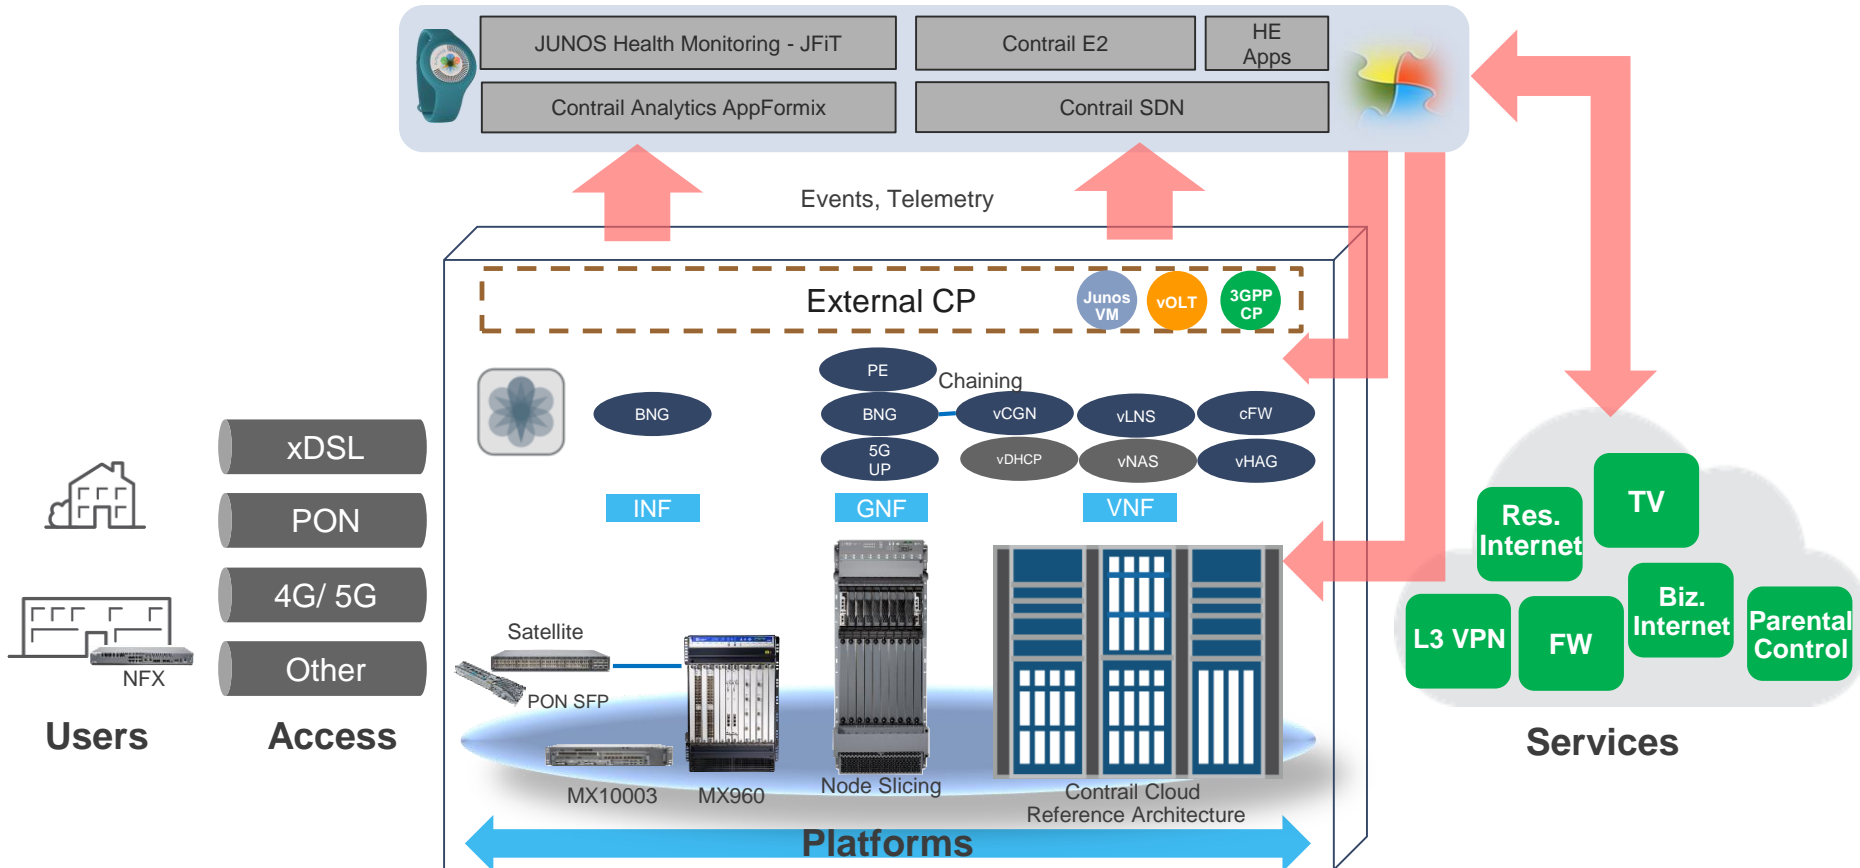 JUNOS Health Monitoring - JFiT
Contrail E2
HE
Apps
Contrail Analytics AppFormix
Contrail SDN
Events, Telemetry
External CP
Junos
VM
vOLT
3GPP
CP
PE
Chaining
BNG
BNG
vCGN
vLNS
cFW
5G
UP
vDHCP
vNAS
vHAG
INF
GNF
VNF
xDSL
PON
4G/ 5G
Other
NFX
Users
Access
Satellite
PON SFP
MX10003
MX960
Node Slicing
Contrail Cloud
Reference Architecture
Platforms
TV
Res.
Internet
Biz.
Internet
Parental
Control
L3 VPN
FW
Services